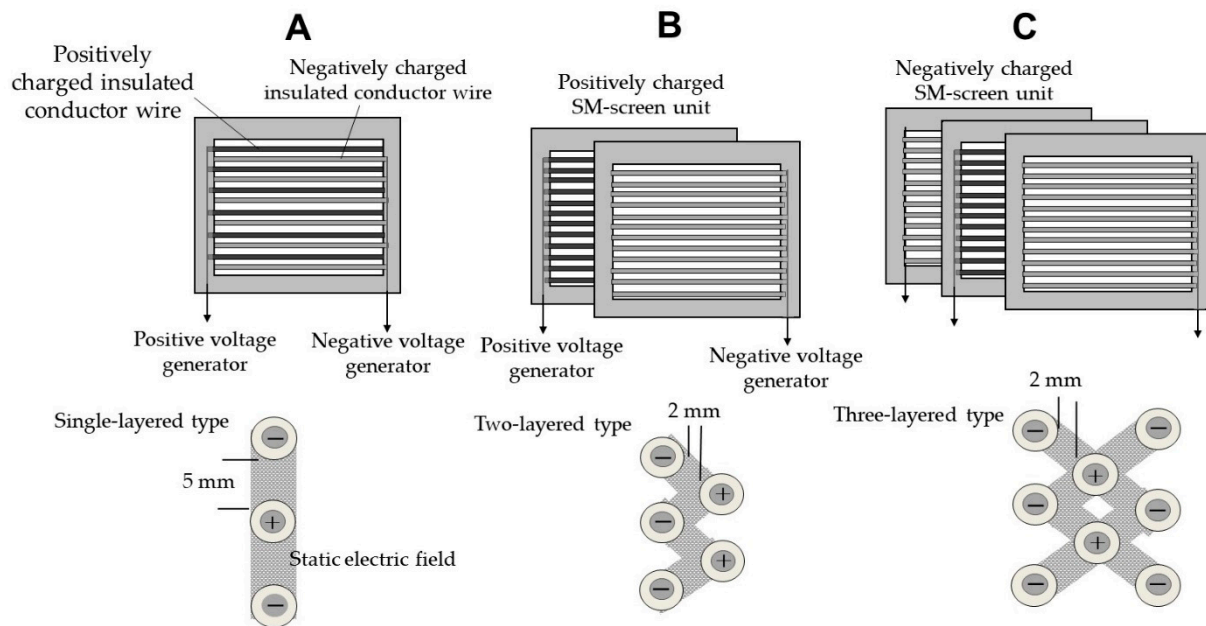 A
B
C
Positively
charged insulated
conductor wire
Negatively charged
insulated conductor wire
Positively charged
SM-screen unit
Negatively charged
SM-screen unit
Positive voltage
generator
Negative voltage
generator
Positive voltage
generator
Negative voltage
generator
Single-layered type
5 mm
Static electric field
−
+
−
Two-layered type
2 mm
−
+
−
+
−
Three-layered type
2 mm
−
−
+
−
−
+
−
−